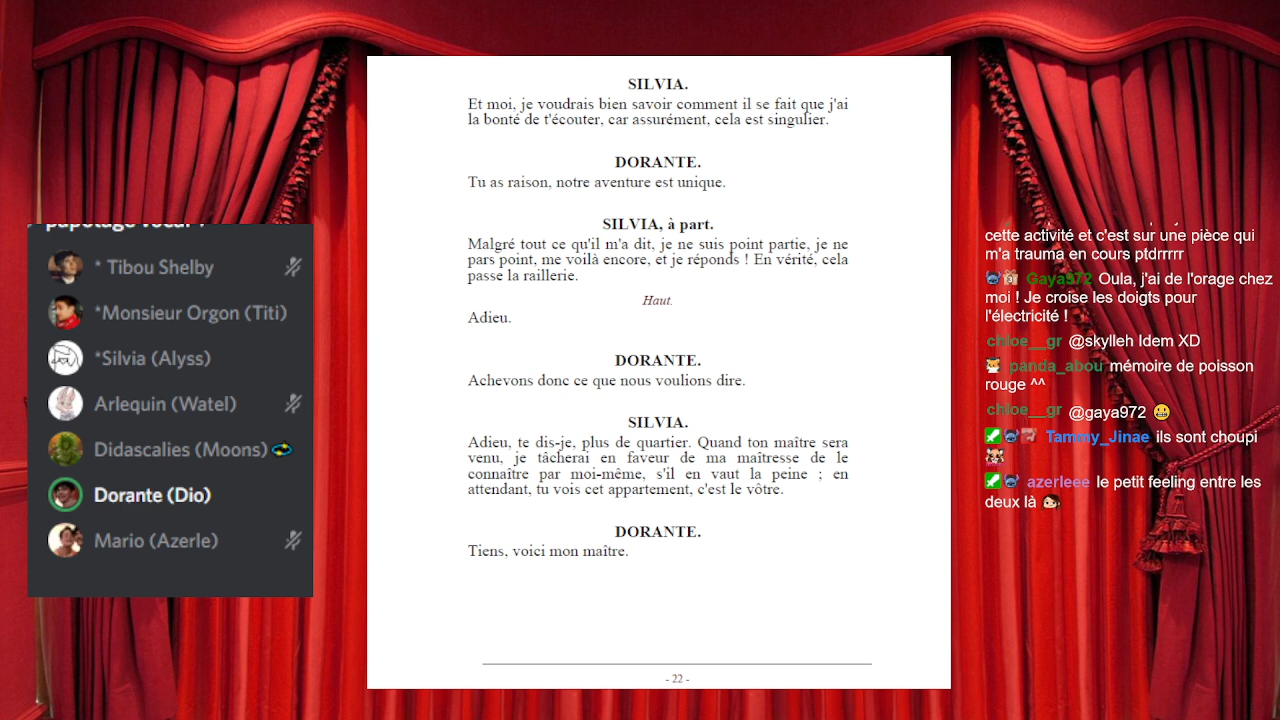 papotage vocal
* Tibou Shelby
*Monsieur Orgon (Titi)
*Silvia (Alyss)
Arlequin (Watel)
Didascalies (Moons)
Dorante (Dio)
Mario (Azerle)
SILVIA.
Et moi, je voudrais bien savoir comment il se fait que j'ai
la bonté de t'écouter, car assurément, cela est singulier.
DORANTE.
Tu as raison, notre aventure est unique.
SILVIA, à part.
Malgré tout ce qu'il m'a dit, je ne suis point partie, je ne
pars point, me voilà encore, et je réponds ! En vérité, cela
passe la raillerie.
Haut.
Adieu.
DORANTE.
Achevons donc ce que nous voulions dire.
SILVIA.
Adieu, te dis-je, plus de quartier. Quand ton maître sera
venu, je tâcherai en faveur de ma maîtresse de le
connaître par moi-même, s'il en vaut la peine ; en
attendant, tu vois cet appartement, c'est le vôtre.
DORANTE.
Tiens, voici mon maître.
- 22 -
cette activité et c'est sur une pièce qui
m'a trauma en cours ptdrrrrr
Gaya972 Oula, j'ai de l'orage chez
moi ! Je croise les doigts pour
l'électricité !
chloe__gr @skylleh Idem XD
panda_abou mémoire de poisson
rouge ^^
chloe__gr @gaya972 😬
Tammy_Jinae ils sont choupi
azerleee le petit feeling entre les
deux là